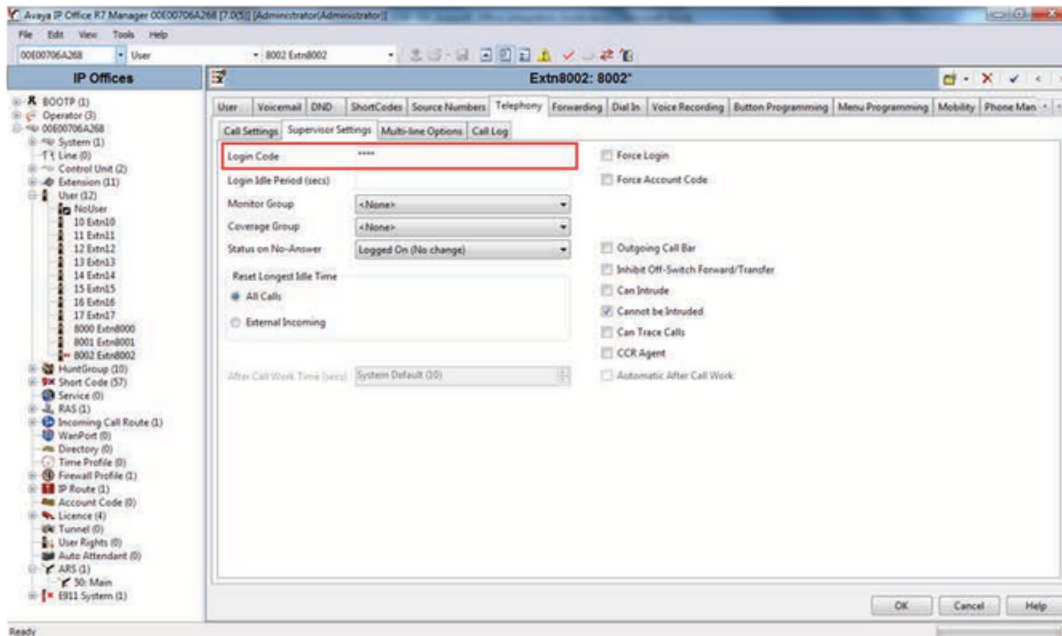 Avaya IP Office R7 Manager 00E00706A268 [7.0(5)] [Administrator(Administrator)]
File Edit View Tools Help
00E00706A268 User 8002 Extn8002
IP Offices
Extn8002: 8002*
BOOTP (1)
Operator (3)
00E00706A268
System (1)
Line (0)
Control Unit (2)
Extension (11)
User (12)
NoUser
10 Extn10
11 Extn11
12 Extn12
13 Extn13
14 Extn14
15 Extn15
16 Extn16
17 Extn17
8000 Extn8000
8001 Extn8001
8002 Extn8002
HuntGroup (10)
Short Code (57)
Service (0)
RAS (1)
Incoming Call Route (1)
WanPort (0)
Directory (0)
Time Profile (0)
Firewall Profile (1)
IP Route (1)
Account Code (0)
Licence (4)
Tunnel (0)
User Rights (0)
Auto Attendant (0)
ARS (1)
50: Main
E911 System (1)
User Voicemail DND ShortCodes Source Numbers Telephony Forwarding Dial In Voice Recording Button Programming Menu Programming Mobility Phone Man
Call Settings Supervisor Settings Multi-line Options Call Log
Login Code ****
Force Login
Login Idle Period (secs)
Force Account Code
Monitor Group <None>
Coverage Group <None>
Status on No-Answer Logged On (No change)
Outgoing Call Bar
Reset Longest Idle Time
Inhibit Off-Switch Forward/Transfer
All Calls
Can Intrude
Cannot be Intruded
External Incoming
Can Trace Calls
CCR Agent
After Call Work Time (secs) System Default (10)
Automatic After Call Work
OK Cancel Help
Ready